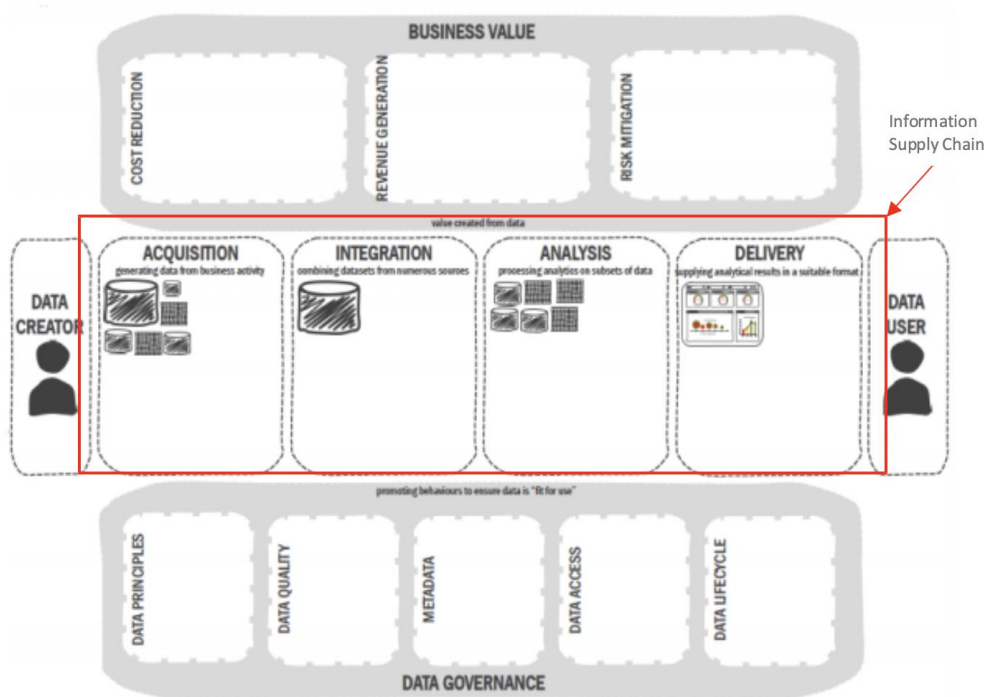 BUSINESS VALUE
COST REDUCTION
REVENUE GENERATION
RISK MITIGATION
Information
Supply Chain
value created from data
DATA
CREATOR
ACQUISITION
generating data from business activity
INTEGRATION
combining datasets from numerous sources
ANALYSIS
processing analytics on subsets of data
DELIVERY
supplying analytical results in a suitable format
DATA
USER
promoting behaviours to ensure data is "fit for use"
DATA PRINCIPLES
DATA QUALITY
METADATA
DATA ACCESS
DATA LIFECYCLE
DATA GOVERNANCE